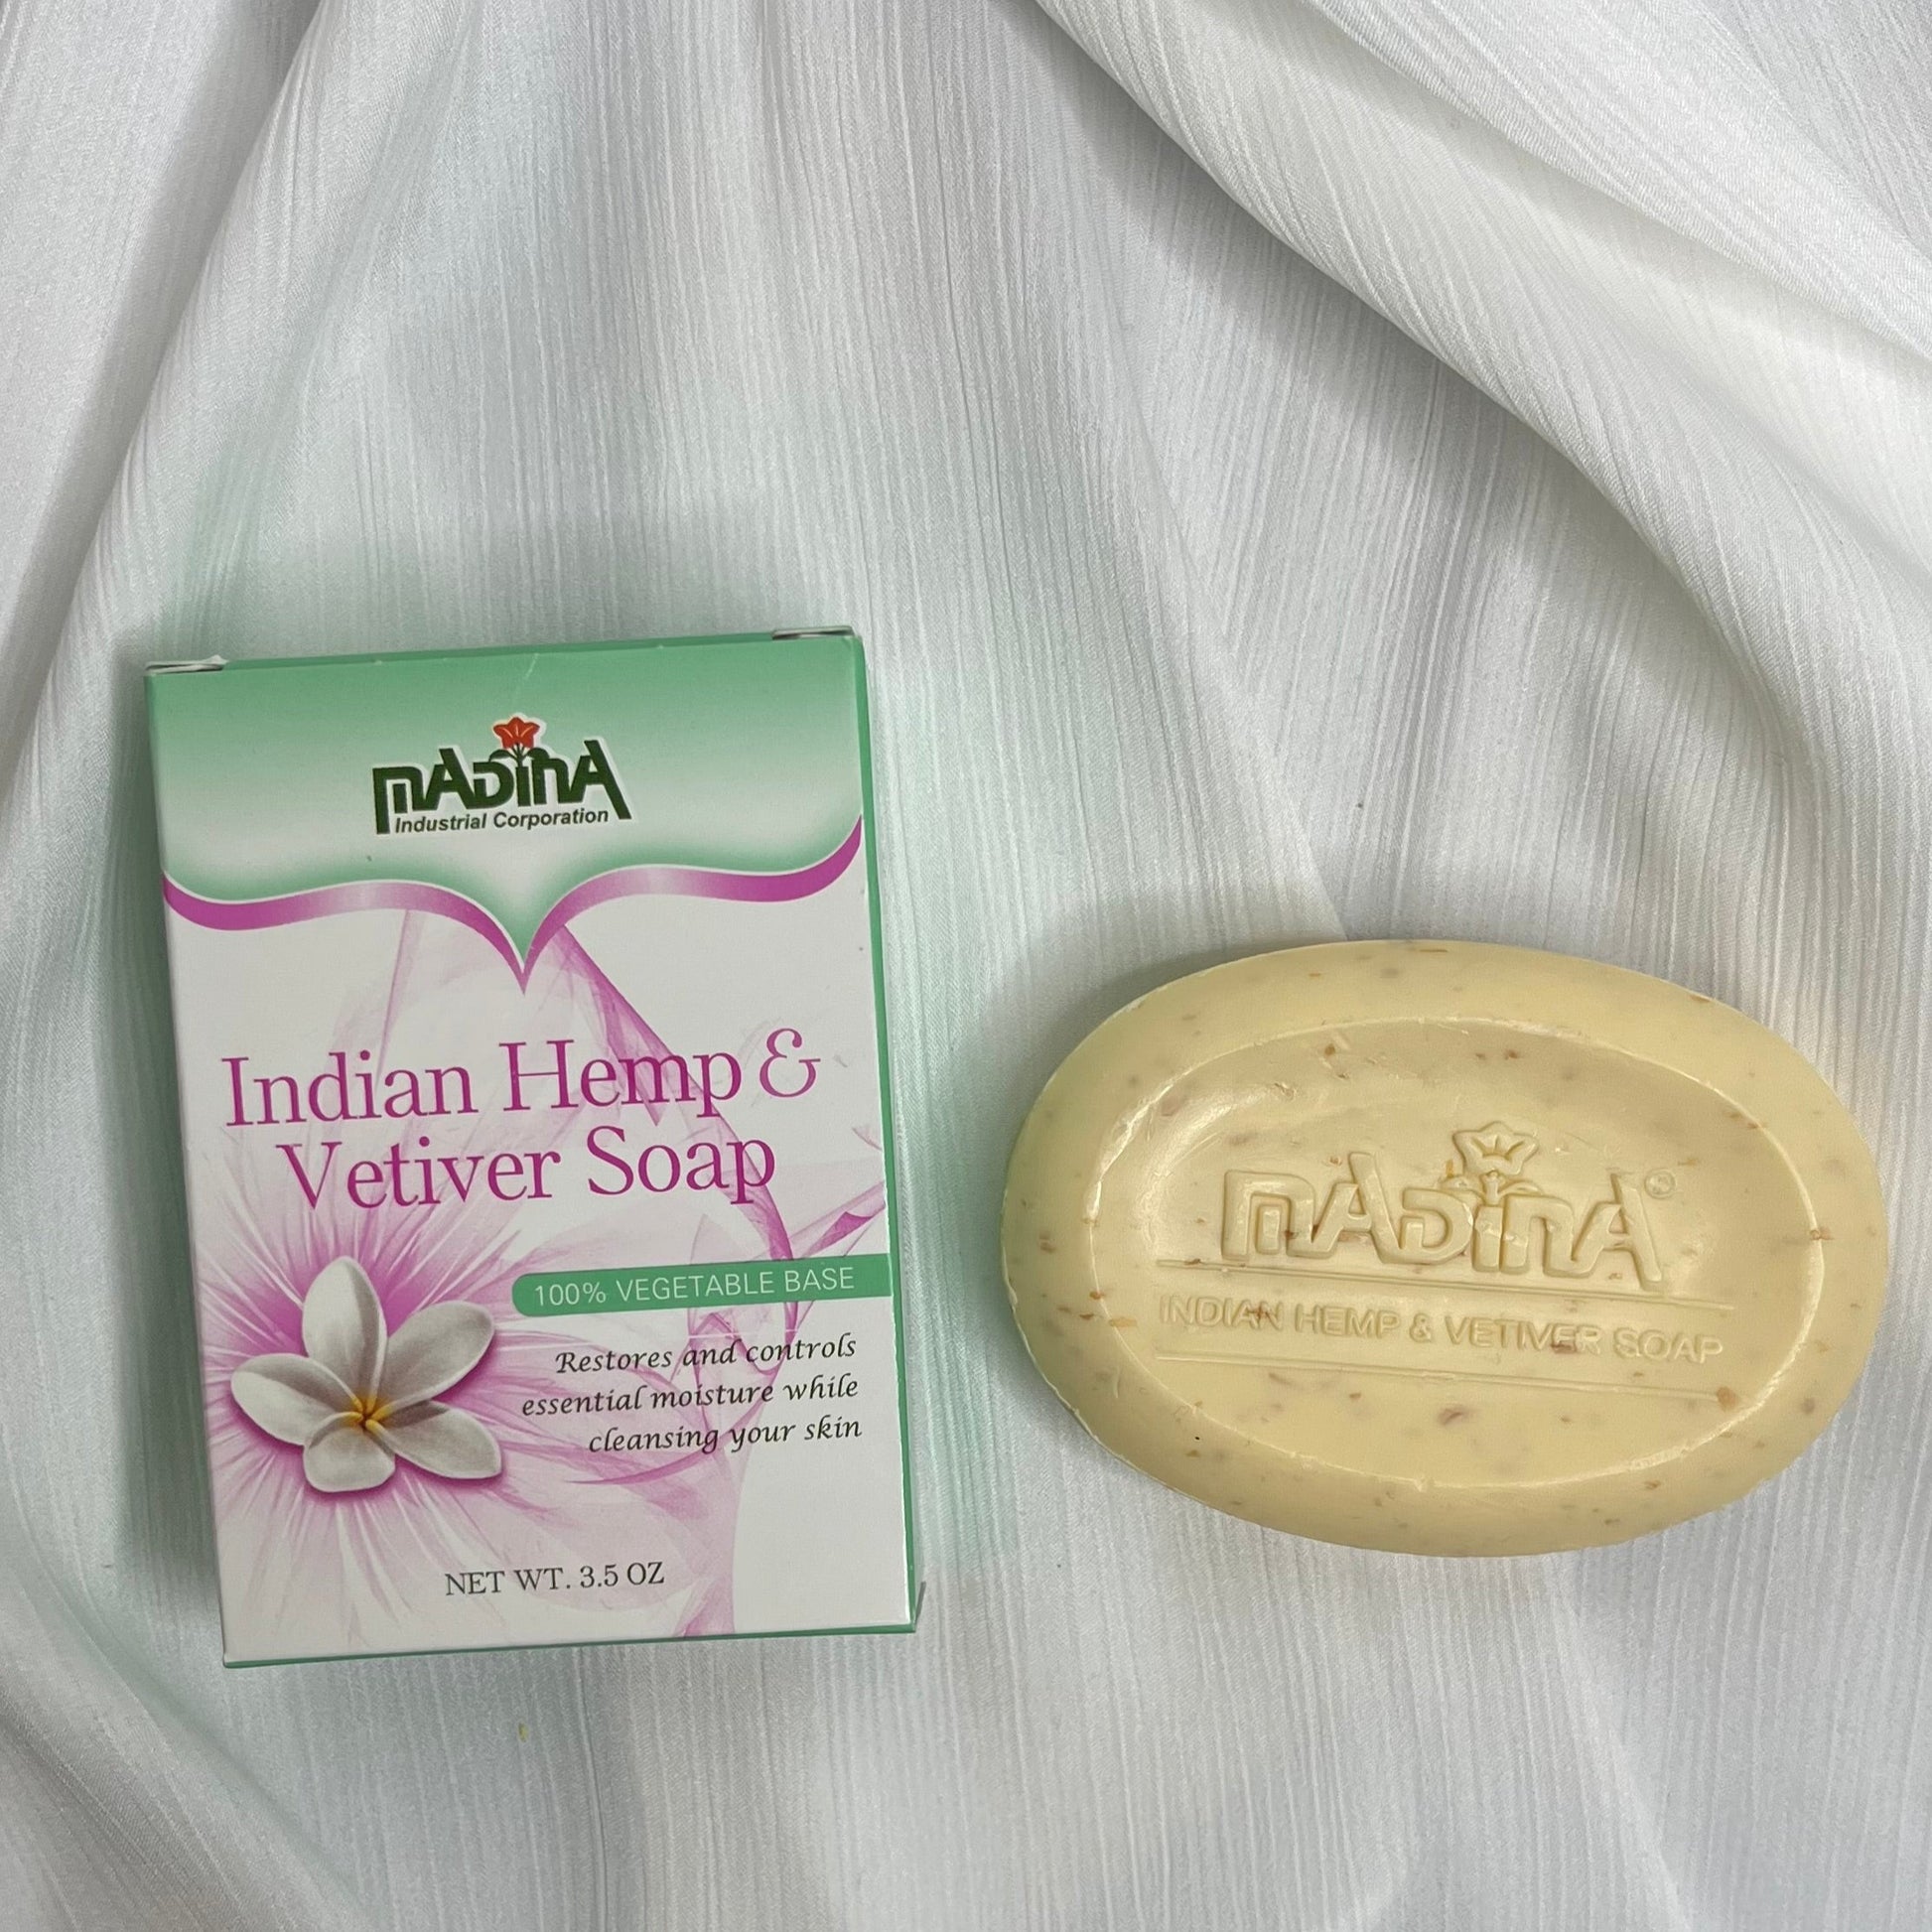 MADINA
Industrial Corporation
Indian Hemp &
Vetiver Soap
100% VEGETABLE BASE
Restores and controls
essential moisture while
cleansing your skin
NET WT. 3.5 OZ
MADINA®
INDIAN HEMP & VETIVER SOAP